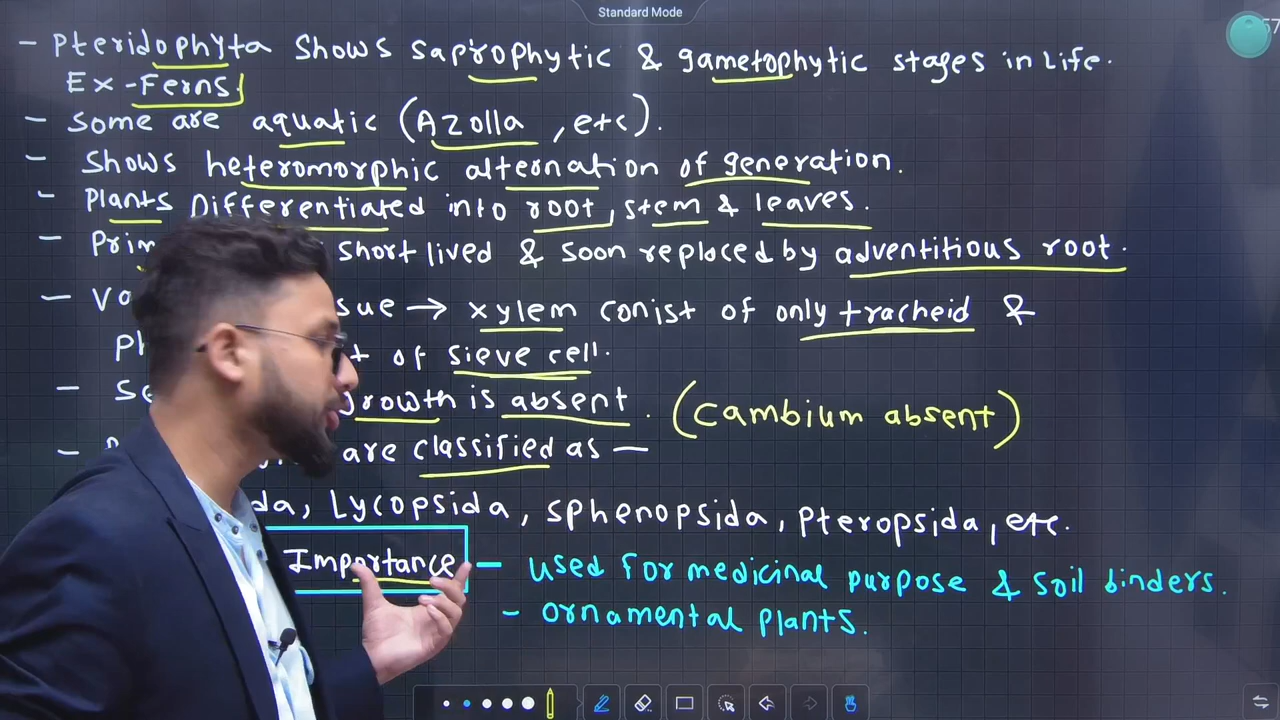 Standard Mode
57
- Pteridophyta Shows saprophytic & gametophytic stages in Life.
Ex - Ferns.
- Some are aquatic (Azolla, etc).
- Shows heteromorphic alternation of generation.
- Plants Differentiated into root, stem & leaves.
- short lived & soon replaced by adventitious root.
- → xylem conist of only tracheid &
of sieve cell.
- growth is absent. (Cambium absent)
- are classified as —
Lycopsida, Sphenopsida, Pteropsida, etc.
Importance - used for medicinal purpose & soil binders.
- ornamental plants.